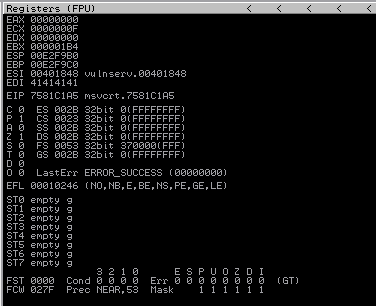 Registers (FPU) < < < < <
EAX 00000000
ECX 0000000F
EDX 00000000
EBX 000001B4
ESP 00E2F9B0
EBP 00E2F9C0
ESI 00401848 vulnserv.00401848
EDI 41414141
EIP 7581C1A5 msvcrt.7581C1A5
C 0 ES 002B 32bit 0(FFFFFFFF)
P 1 CS 0023 32bit 0(FFFFFFFF)
A 0 SS 002B 32bit 0(FFFFFFFF)
Z 1 DS 002B 32bit 0(FFFFFFFF)
S 0 FS 0053 32bit 370000(FFF)
T 0 GS 002B 32bit 0(FFFFFFFF)
D 0
O 0 LastErr ERROR_SUCCESS (00000000)
EFL 00010246 (NO,NB,E,BE,NS,PE,GE,LE)
ST0 empty g
ST1 empty g
ST2 empty g
ST3 empty g
ST4 empty g
ST5 empty g
ST6 empty g
ST7 empty g
3 2 1 0 E S P U O Z D I
FST 0000 Cond 0 0 0 0 Err 0 0 0 0 0 0 0 0 (GT)
FCW 027F Prec NEAR,53 Mask 1 1 1 1 1 1